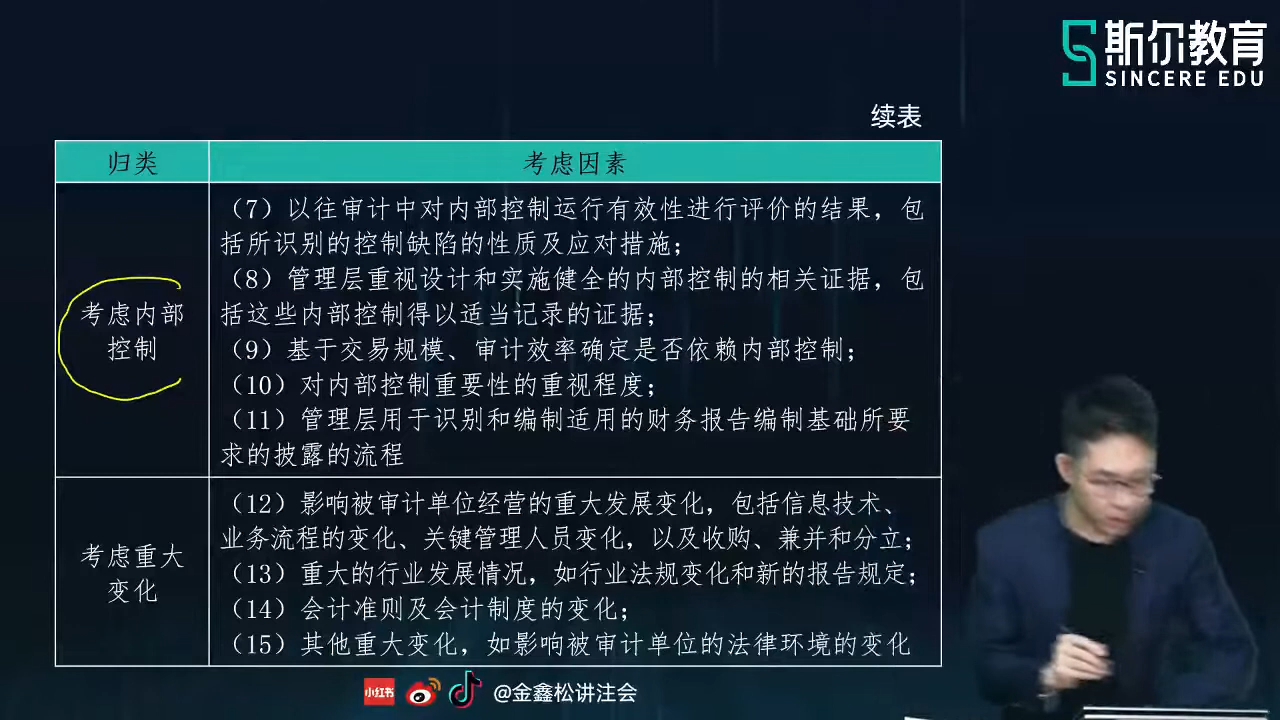 斯尔教育
SINCERE EDU
续表
归类
考虑因素
考虑内部
控制
（7）以往审计中对内部控制运行有效性进行评价的结果，包
括所识别的控制缺陷的性质及应对措施；
（8）管理层重视设计和实施健全的内部控制的相关证据，包
括这些内部控制得以适当记录的证据；
（9）基于交易规模、审计效率确定是否依赖内部控制；
（10）对内部控制重要性的重视程度；
（11）管理层用于识别和编制适用的财务报告编制基础所要
求的披露的流程
考虑重大
变化
（12）影响被审计单位经营的重大发展变化，包括信息技术、
业务流程的变化、关键管理人员变化，以及收购、兼并和分立；
（13）重大的行业发展情况，如行业法规变化和新的报告规定；
（14）会计准则及会计制度的变化；
（15）其他重大变化，如影响被审计单位的法律环境的变化
小红书
@金鑫松讲注会